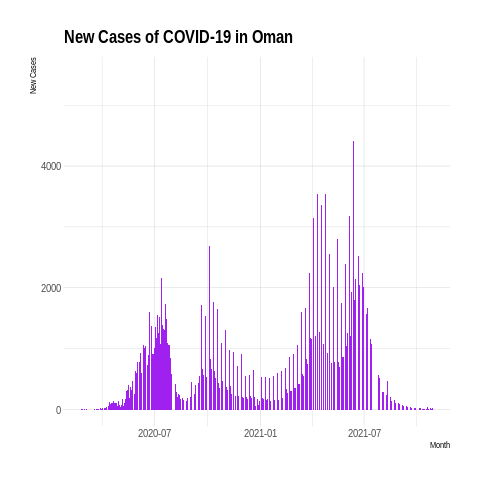 New Cases of COVID-19 in Oman
New Cases
4000
2000
0
2020-07
2021-01
2021-07
Month